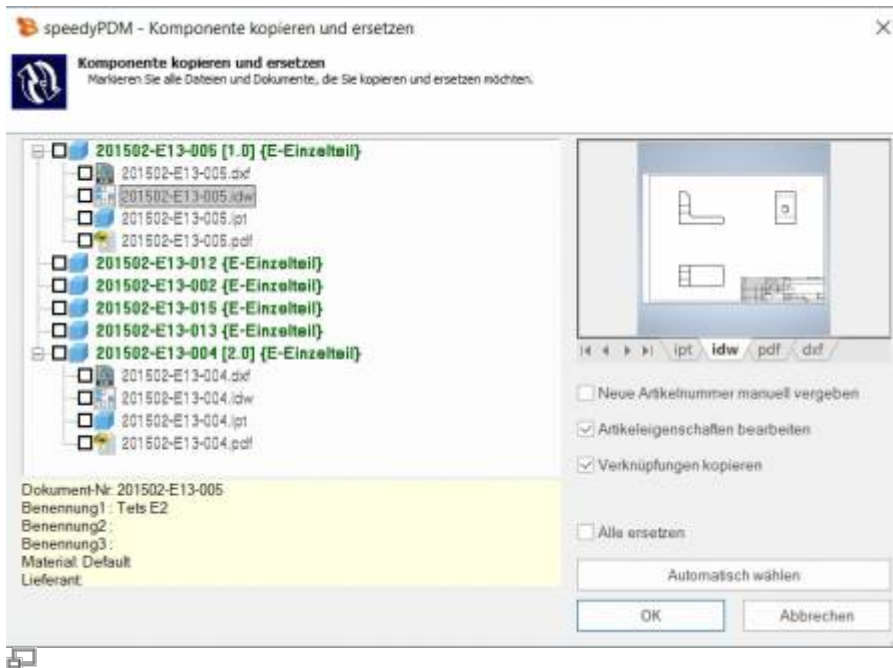 speedyPDM - Komponente kopieren und ersetzen
Komponente kopieren und ersetzen
Markieren Sie alle Dateien und Dokumente, die Sie kopieren und ersetzen möchten.
201502-E13-005 [1.0] {E-Einzelteil}
201502-E13-005.dxf
201502-E13-005.idw
201502-E13-005.ipt
201502-E13-005.pdf
201502-E13-012 {E-Einzelteil}
201502-E13-002 {E-Einzelteil}
201502-E13-015 {E-Einzelteil}
201502-E13-013 {E-Einzelteil}
201502-E13-004 [2.0] {E-Einzelteil}
201502-E13-004.dxf
201502-E13-004.idw
201502-E13-004.ipt
201502-E13-004.pdf
Dokument-Nr: 201502-E13-005
Benennung1 : Tets E2
Benennung2 :
Benennung3 :
Material: Default
Lieferant:
ipt idw pdf dxf
Neue Artikelnummer manuell vergeben
Artikeleigenschaften bearbeiten
Verknüpfungen kopieren
Alle ersetzen
Automatisch wählen
OK Abbrechen